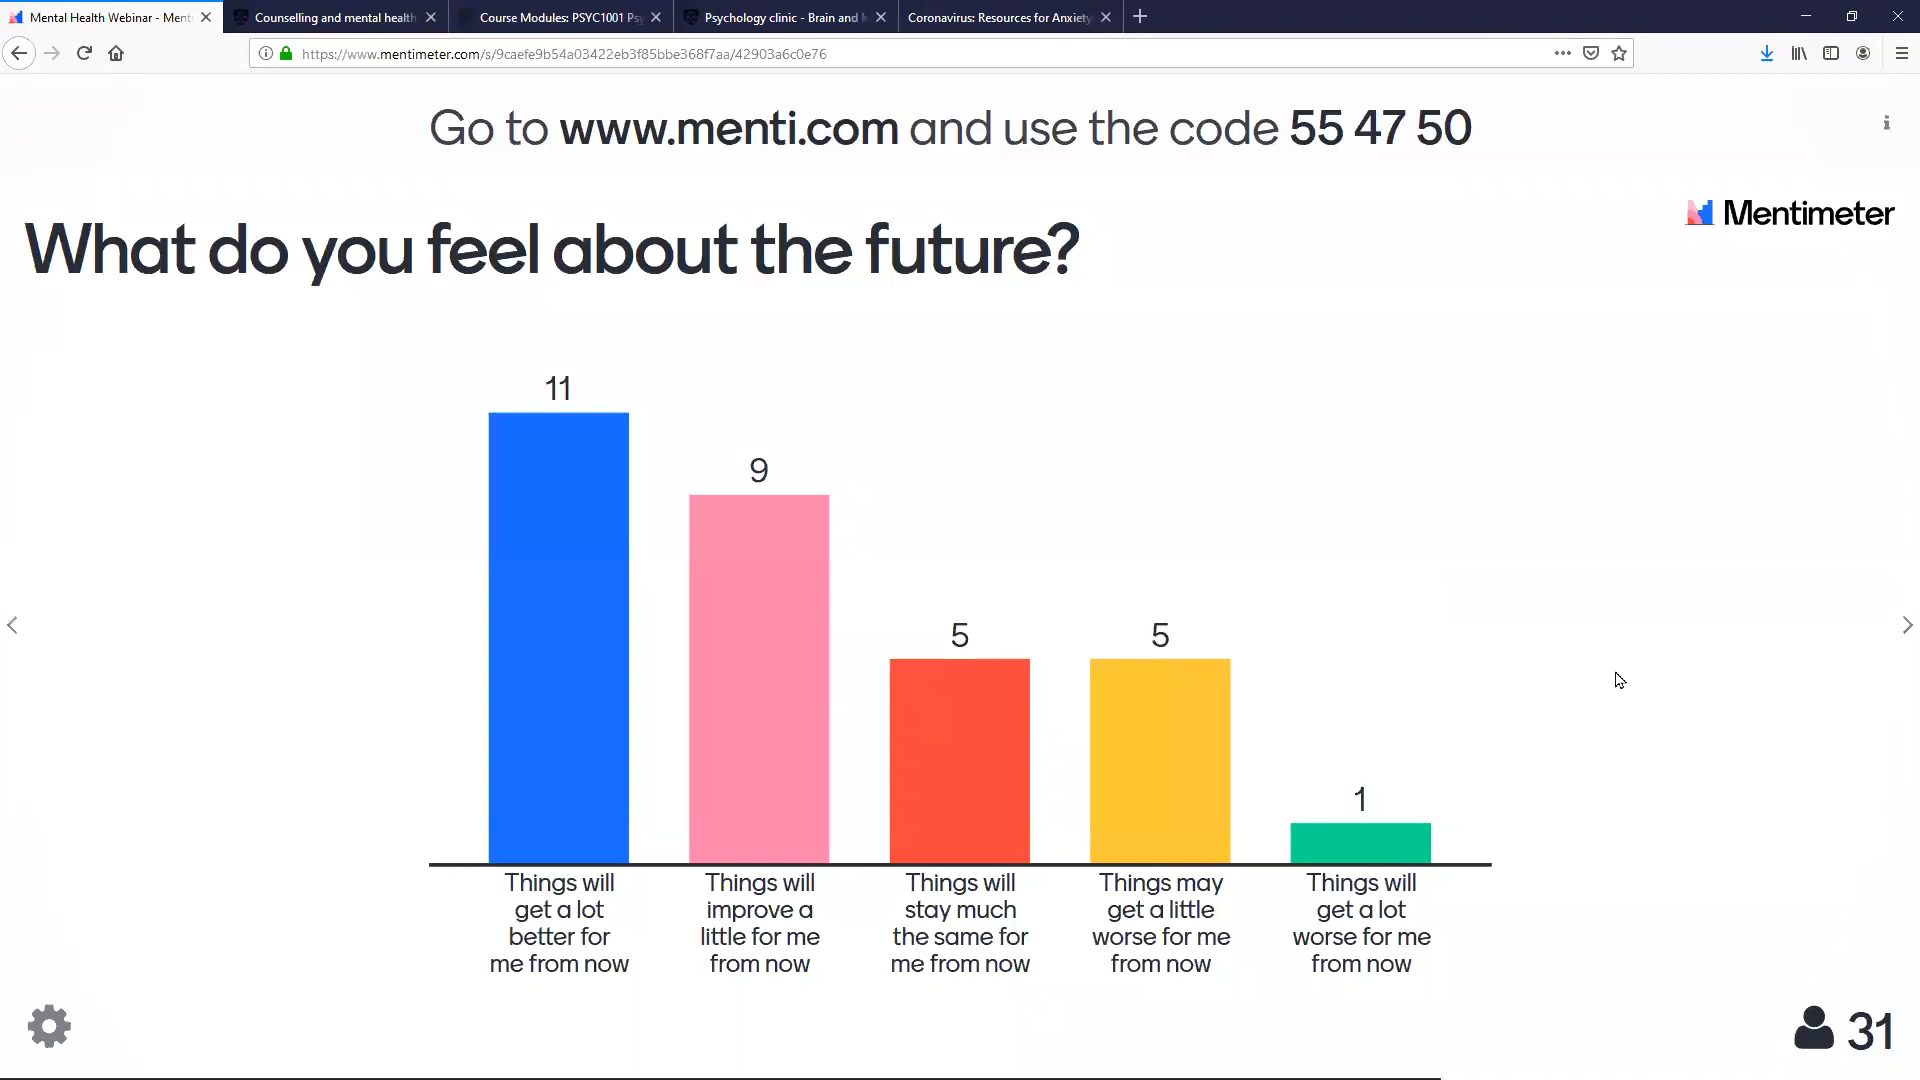 Mental Health Webinar - Ment
Counselling and mental health
Course Modules: PSYC1001 Psy
Psychology clinic - Brain and
Coronavirus: Resources for Anxiety
https://www.mentimeter.com/s/9caefe9b54a03422eb3f85bbe368f7aa/42903a6c0e76
Go to www.menti.com and use the code 55 47 50
Mentimeter
What do you feel about the future?
11
9
5
5
1
Things will
get a lot
better for
me from now
Things will
improve a
little for me
from now
Things will
stay much
the same for
me from now
Things may
get a little
worse for me
from now
Things will
get a lot
worse for me
from now
31